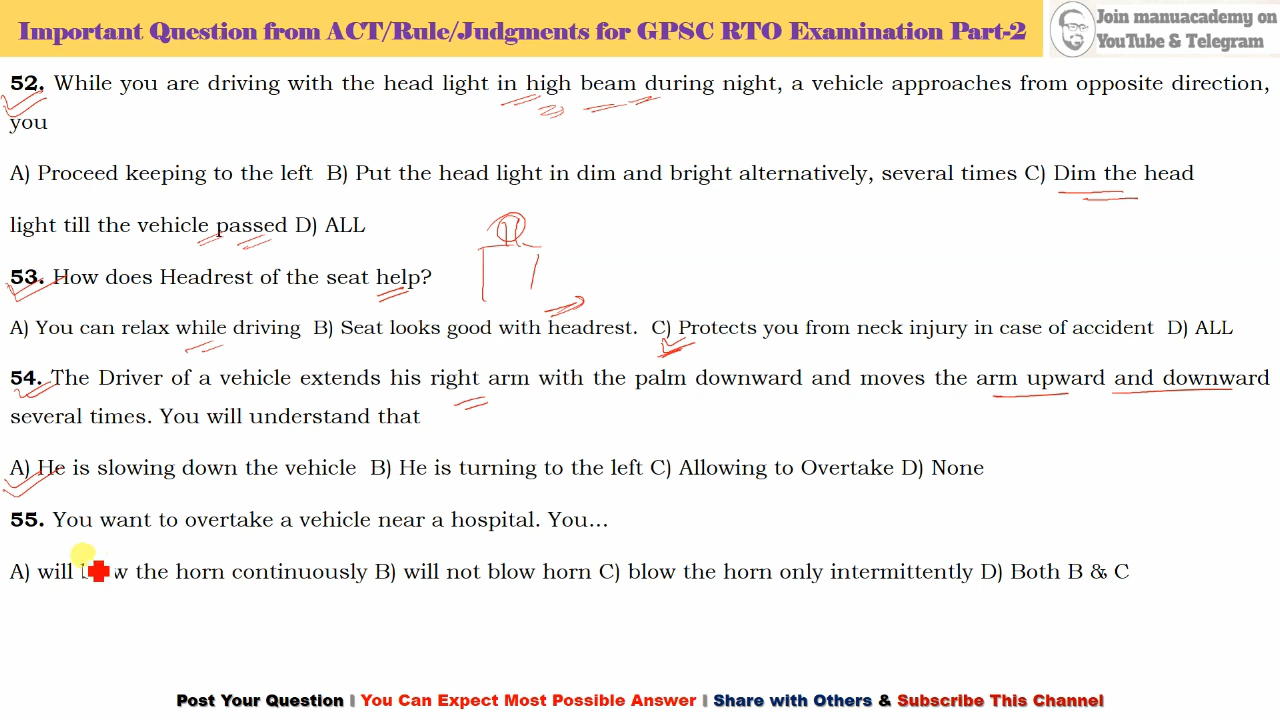 Important Question from ACT/Rule/Judgments for GPSC RTO Examination Part-2
Join manuacademy on
YouTube & Telegram
52. While you are driving with the head light in high beam during night, a vehicle approaches from opposite direction,
you
A) Proceed keeping to the left B) Put the head light in dim and bright alternatively, several times C) Dim the head
light till the vehicle passed D) ALL
53. How does Headrest of the seat help?
A) You can relax while driving B) Seat looks good with headrest. C) Protects you from neck injury in case of accident D) ALL
54. The Driver of a vehicle extends his right arm with the palm downward and moves the arm upward and downward
several times. You will understand that
A) He is slowing down the vehicle B) He is turning to the left C) Allowing to Overtake D) None
55. You want to overtake a vehicle near a hospital. You...
A) will the horn continuously B) will not blow horn C) blow the horn only intermittently D) Both B & C
Post Your Question | You Can Expect Most Possible Answer | Share with Others & Subscribe This Channel